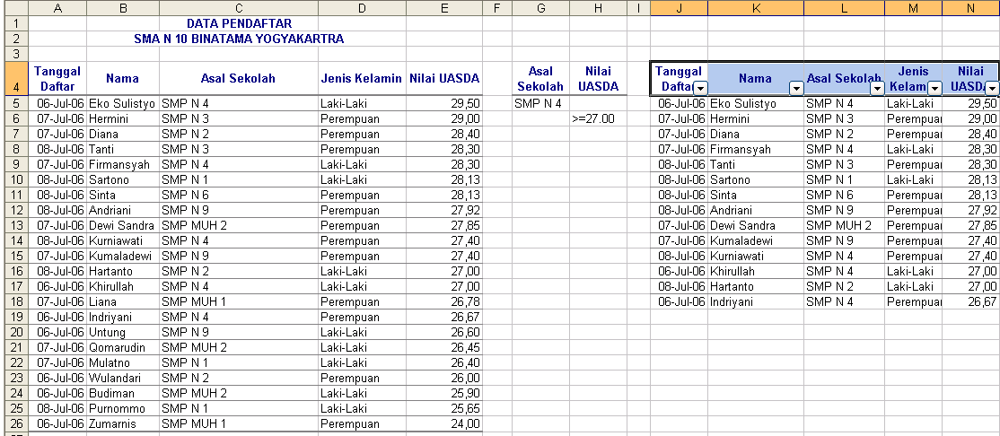 A B C D E F G H I J K L M N
1 DATA PENDAFTAR
2 SMA N 10 BINATAMA YOGYAKARTRA
3
4 Tanggal Daftar Nama Asal Sekolah Jenis Kelamin Nilai UASDA Asal Sekolah Nilai UASDA Tanggal Daftar Nama Asal Sekolah Jenis Kelam Nilai UASDA
5 06-Jul-06 Eko Sulistyo SMP N 4 Laki-Laki 29,50 SMP N 4 06-Jul-06 Eko Sulistyo SMP N 4 Laki-Laki 29,50
6 07-Jul-06 Hermini SMP N 3 Perempuan 29,00 >=27.00 07-Jul-06 Hermini SMP N 3 Perempuan 29,00
7 07-Jul-06 Diana SMP N 2 Perempuan 28,40 07-Jul-06 Diana SMP N 2 Perempuan 28,40
8 08-Jul-06 Tanti SMP N 3 Perempuan 28,30 07-Jul-06 Firmansyah SMP N 4 Laki-Laki 28,30
9 07-Jul-06 Firmansyah SMP N 4 Laki-Laki 28,30 08-Jul-06 Tanti SMP N 3 Perempuan 28,30
10 08-Jul-06 Sartono SMP N 1 Laki-Laki 28,13 08-Jul-06 Sartono SMP N 1 Laki-Laki 28,13
11 08-Jul-06 Sinta SMP N 6 Perempuan 28,13 08-Jul-06 Sinta SMP N 6 Perempuan 28,13
12 08-Jul-06 Andriani SMP N 9 Perempuan 27,92 08-Jul-06 Andriani SMP N 9 Perempuan 27,92
13 07-Jul-06 Dewi Sandra SMP MUH 2 Perempuan 27,85 07-Jul-06 Dewi Sandra SMP MUH 2 Perempuan 27,85
14 08-Jul-06 Kurniawati SMP N 4 Perempuan 27,40 07-Jul-06 Kumaladewi SMP N 9 Perempuan 27,40
15 07-Jul-06 Kumaladewi SMP N 9 Perempuan 27,40 08-Jul-06 Kurniawati SMP N 4 Perempuan 27,40
16 08-Jul-06 Hartanto SMP N 2 Laki-Laki 27,00 06-Jul-06 Khirullah SMP N 4 Laki-Laki 27,00
17 06-Jul-06 Khirullah SMP N 4 Laki-Laki 27,00 08-Jul-06 Hartanto SMP N 2 Laki-Laki 27,00
18 07-Jul-06 Liana SMP MUH 1 Perempuan 26,78 06-Jul-06 Indriyani SMP N 4 Perempuan 26,67
19 06-Jul-06 Indriyani SMP N 4 Perempuan 26,67
20 06-Jul-06 Untung SMP N 9 Laki-Laki 26,60
21 07-Jul-06 Qomarudin SMP MUH 2 Laki-Laki 26,45
22 07-Jul-06 Mulatno SMP N 1 Laki-Laki 26,40
23 06-Jul-06 Wulandari SMP N 2 Perempuan 26,00
24 06-Jul-06 Budiman SMP MUH 2 Laki-Laki 25,90
25 08-Jul-06 Purnommo SMP N 1 Laki-Laki 25,65
26 06-Jul-06 Zumarnis SMP MUH 1 Perempuan 24,00